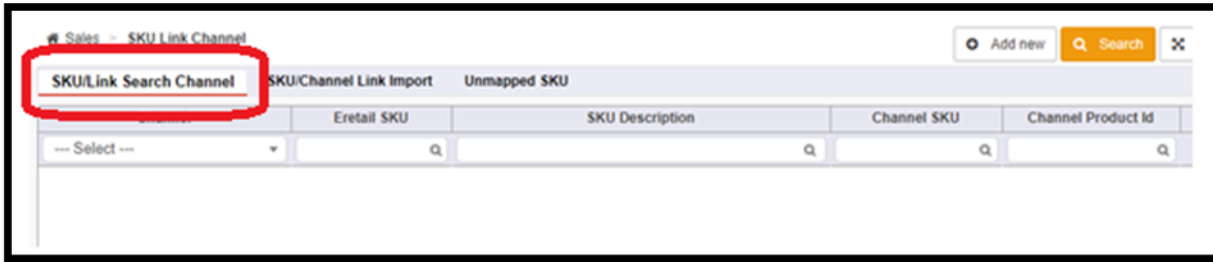 Sales > SKU Link Channel
Add new Search
SKU/Link Search Channel SKU/Channel Link Import Unmapped SKU
Channel Eretail SKU SKU Description Channel SKU Channel Product Id
--- Select ---